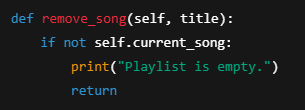 def remove_song(self, title):
    if not self.current_song:
        print("Playlist is empty.")
        return